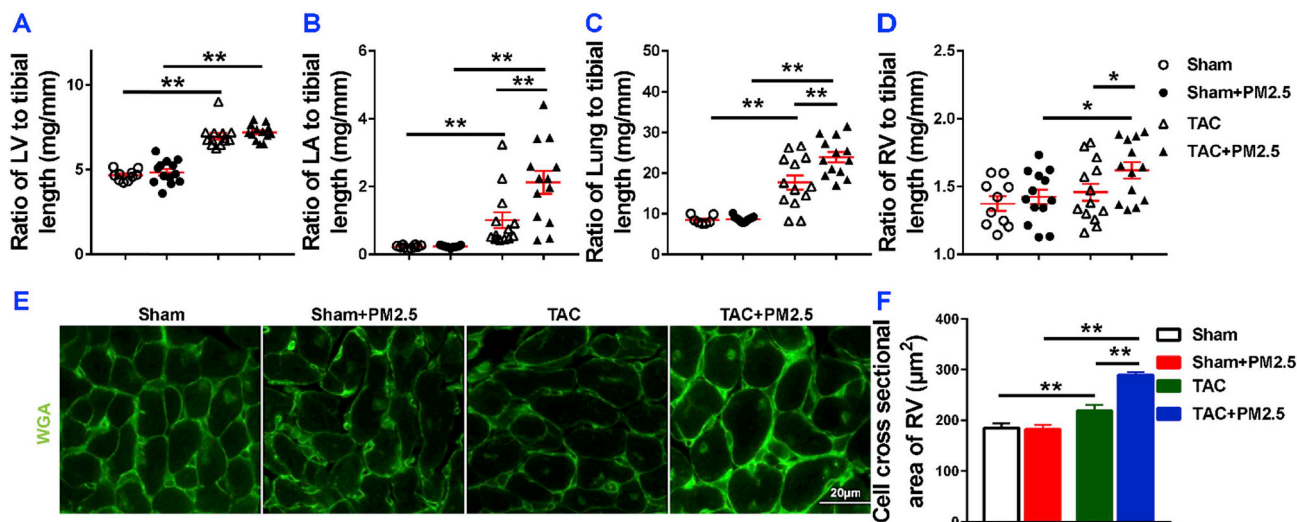 A
Ratio of LV to tibial
length (mg/mm)
10
5
0
**
**
B
Ratio of LA to tibial
length (mg/mm)
6
4
2
0
**
**
**
C
Ratio of Lung to tibial
length (mg/mm)
50
40
30
20
10
0
**
**
**
D
Ratio of RV to tibial
length (mg/mm)
2.5
2.0
1.5
1.0
*
*
Sham
Sham+PM2.5
TAC
TAC+PM2.5
E
Sham
Sham+PM2.5
TAC
TAC+PM2.5
WGA
20μm
F
Cell cross sectional
area of RV (μm²)
400
300
200
100
0
**
**
**
Sham
Sham+PM2.5
TAC
TAC+PM2.5